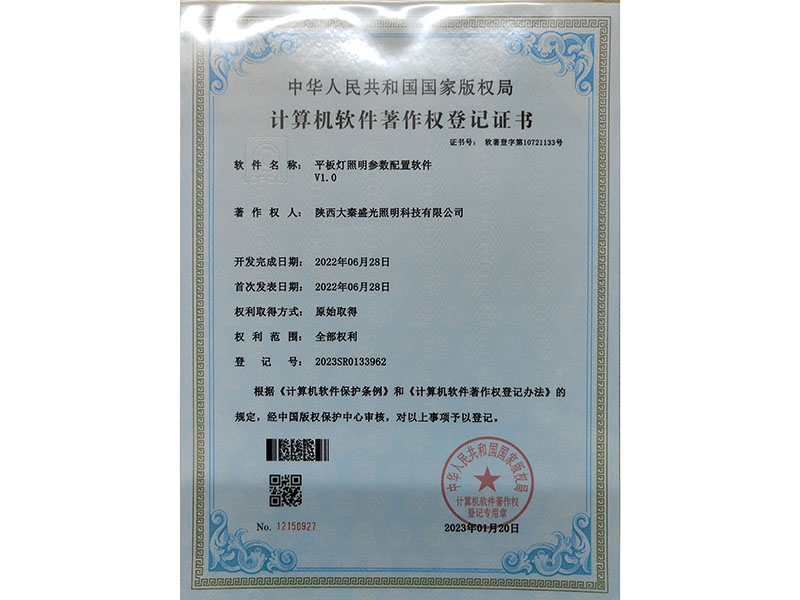 中华人民共和国国家版权局
计算机软件著作权登记证书
证书号： 软著登字第10721133号
软件名称： 平板灯照明参数配置软件
V1.0
著作权人： 陕西大秦盛光照明科技有限公司
开发完成日期： 2022年06月28日
首次发表日期： 2022年06月28日
权利取得方式： 原始取得
权利范围： 全部权利
登记号： 2023SR0133962
根据《计算机软件保护条例》和《计算机软件著作权登记办法》的
规定，经中国版权保护中心审核，对以上事项予以登记。
中华人民共和国国家版权局
计算机软件著作权
登记专用章
No. 12150927
2023年01月20日